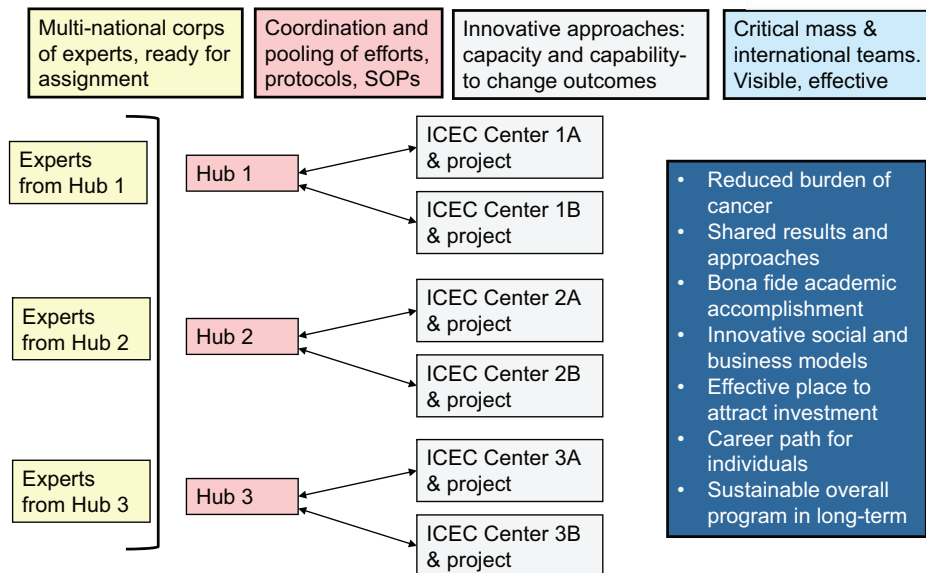 Multi-national corps
of experts, ready for
assignment
Coordination and
pooling of efforts,
protocols, SOPs
Innovative approaches:
capacity and capability-
to change outcomes
Critical mass &
international teams.
Visible, effective
Experts
from Hub 1
Hub 1
ICEC Center 1A
& project
ICEC Center 1B
& project
Experts
from Hub 2
Hub 2
ICEC Center 2A
& project
ICEC Center 2B
& project
Experts
from Hub 3
Hub 3
ICEC Center 3A
& project
ICEC Center 3B
& project
• Reduced burden of
cancer
• Shared results and
approaches
• Bona fide academic
accomplishment
• Innovative social and
business models
• Effective place to
attract investment
• Career path for
individuals
• Sustainable overall
program in long-term